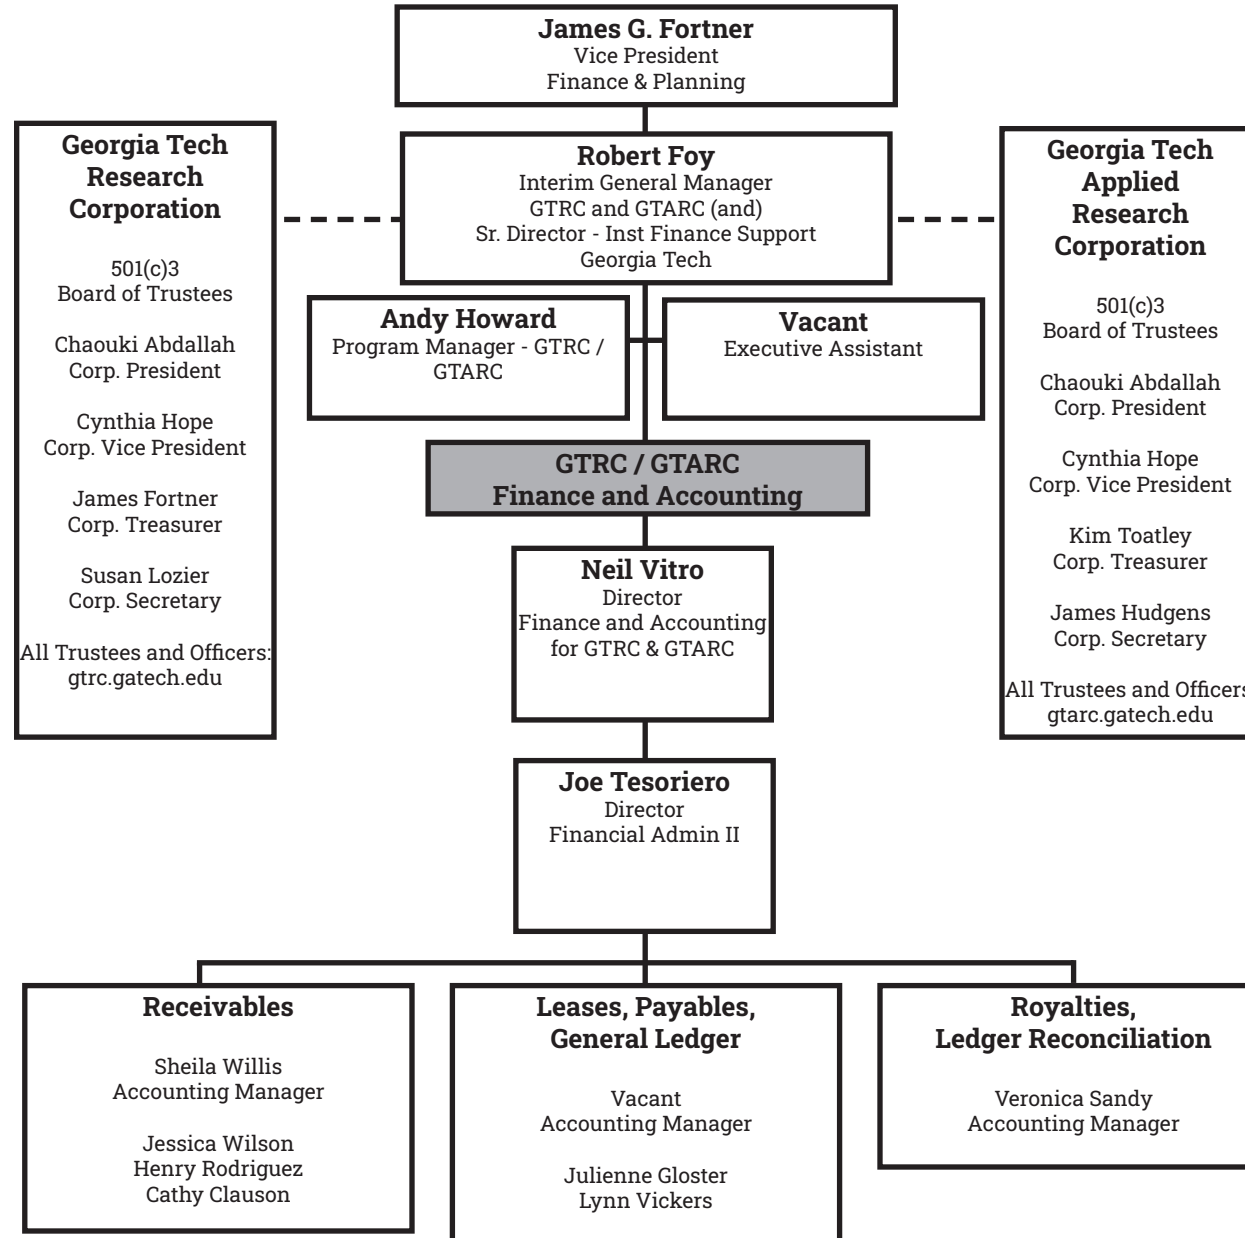 James G. Fortner
Vice President
Finance & Planning
Georgia Tech
Research
Corporation
501(c)3
Board of Trustees
Chaouki Abdallah
Corp. President
Cynthia Hope
Corp. Vice President
James Fortner
Corp. Treasurer
Susan Lozier
Corp. Secretary
All Trustees and Officers:
gtrc.gatech.edu
Robert Foy
Interim General Manager
GTRC and GTARC (and)
Sr. Director - Inst Finance Support
Georgia Tech
Georgia Tech
Applied
Research
Corporation
501(c)3
Board of Trustees
Chaouki Abdallah
Corp. President
Cynthia Hope
Corp. Vice President
Kim Toatley
Corp. Treasurer
James Hudgens
Corp. Secretary
All Trustees and Officers
gtarc.gatech.edu
Andy Howard
Program Manager - GTRC /
GTARC
Vacant
Executive Assistant
GTRC / GTARC
Finance and Accounting
Neil Vitro
Director
Finance and Accounting
for GTRC & GTARC
Joe Tesoriero
Director
Financial Admin II
Receivables
Sheila Willis
Accounting Manager
Jessica Wilson
Henry Rodriguez
Cathy Clauson
Leases, Payables,
General Ledger
Vacant
Accounting Manager
Julienne Gloster
Lynn Vickers
Royalties,
Ledger Reconciliation
Veronica Sandy
Accounting Manager